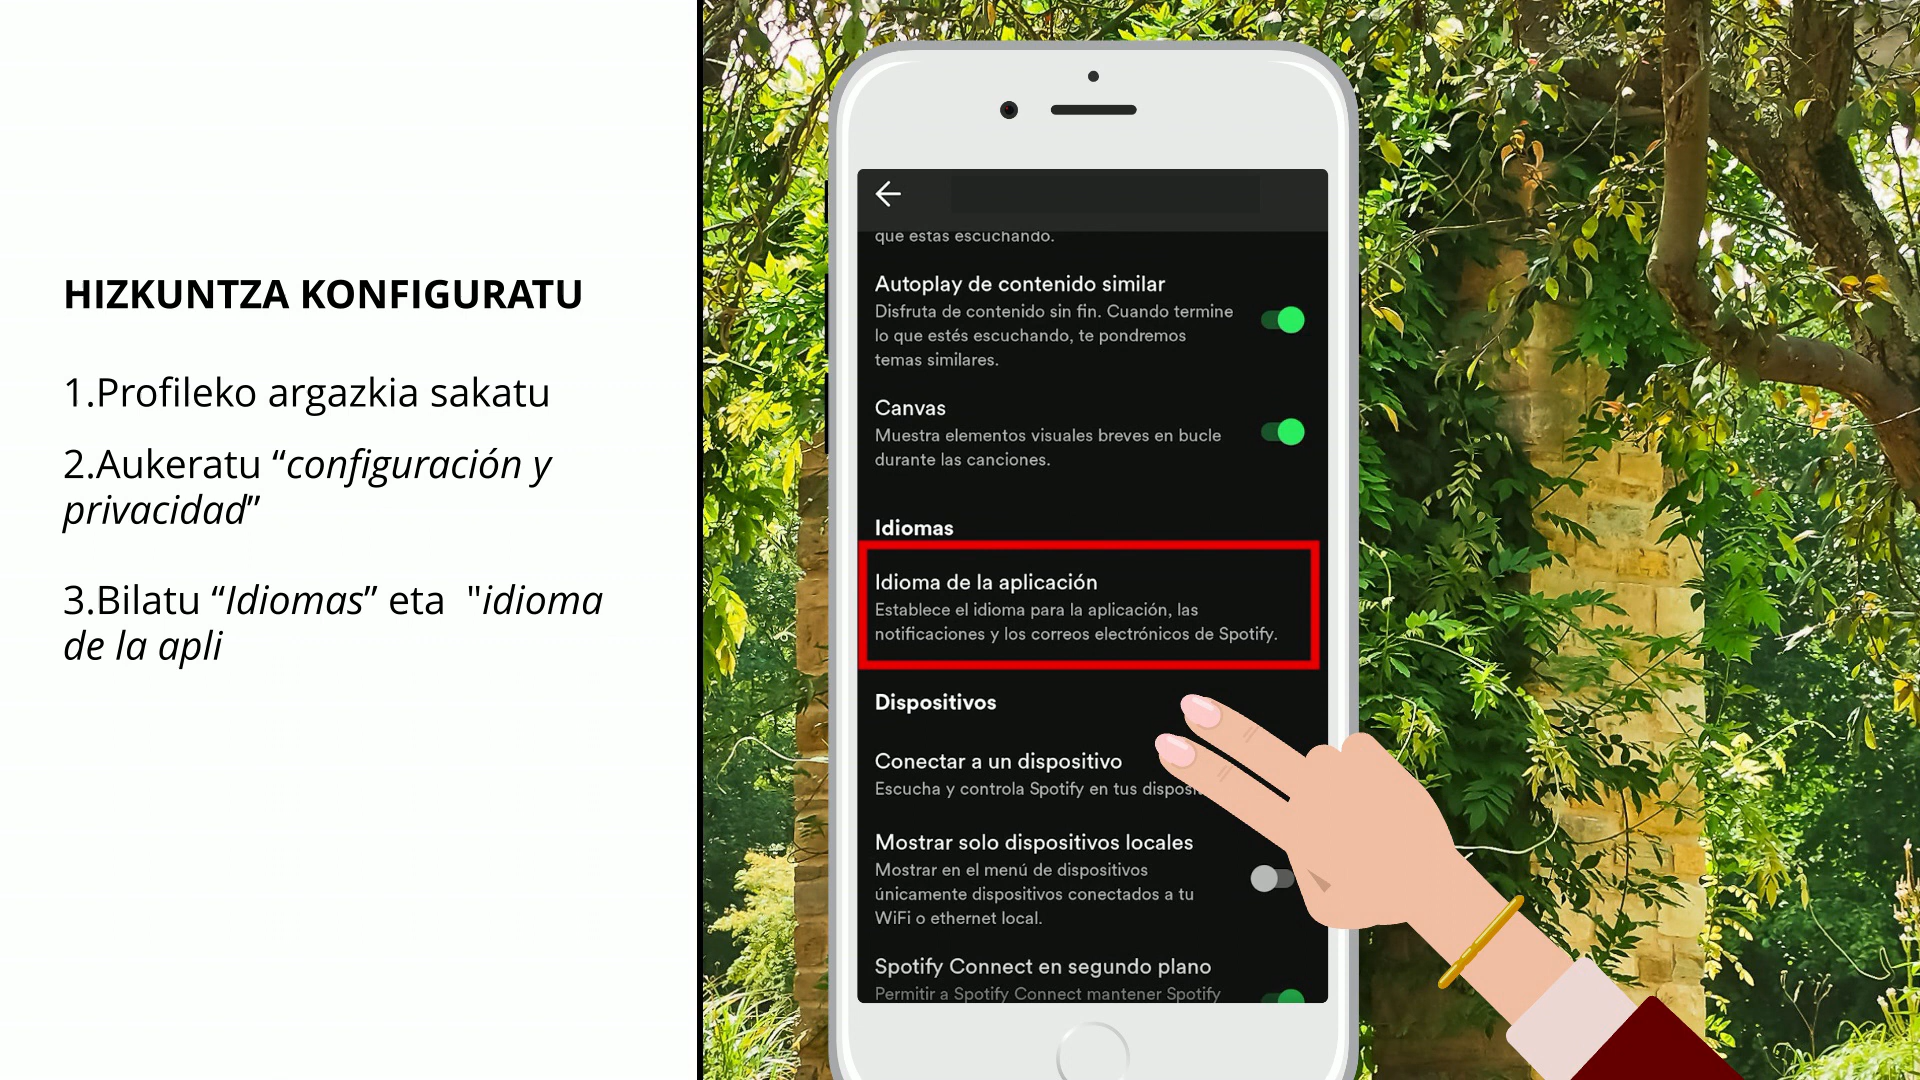 HIZKUNTZA KONFIGURATU
1.Profileko argazkia sakatu
2.Aukeratu “configuración y
privacidad”
3.Bilatu “Idiomas” eta "idioma
de la apli
que estás escuchando.
Autoplay de contenido similar
Disfruta de contenido sin fin. Cuando termine
lo que estés escuchando, te pondremos
temas similares.
Canvas
Muestra elementos visuales breves en bucle
durante las canciones.
Idiomas
Idioma de la aplicación
Establece el idioma para la aplicación, las
notificaciones y los correos electrónicos de Spotify.
Dispositivos
Conectar a un dispositivo
Escucha y controla Spotify en tus disposi
Mostrar solo dispositivos locales
Mostrar en el menú de dispositivos
únicamente dispositivos conectados a tu
WiFi o ethernet local.
Spotify Connect en segundo plano
Permitir a Spotify Connect mantener Spotify